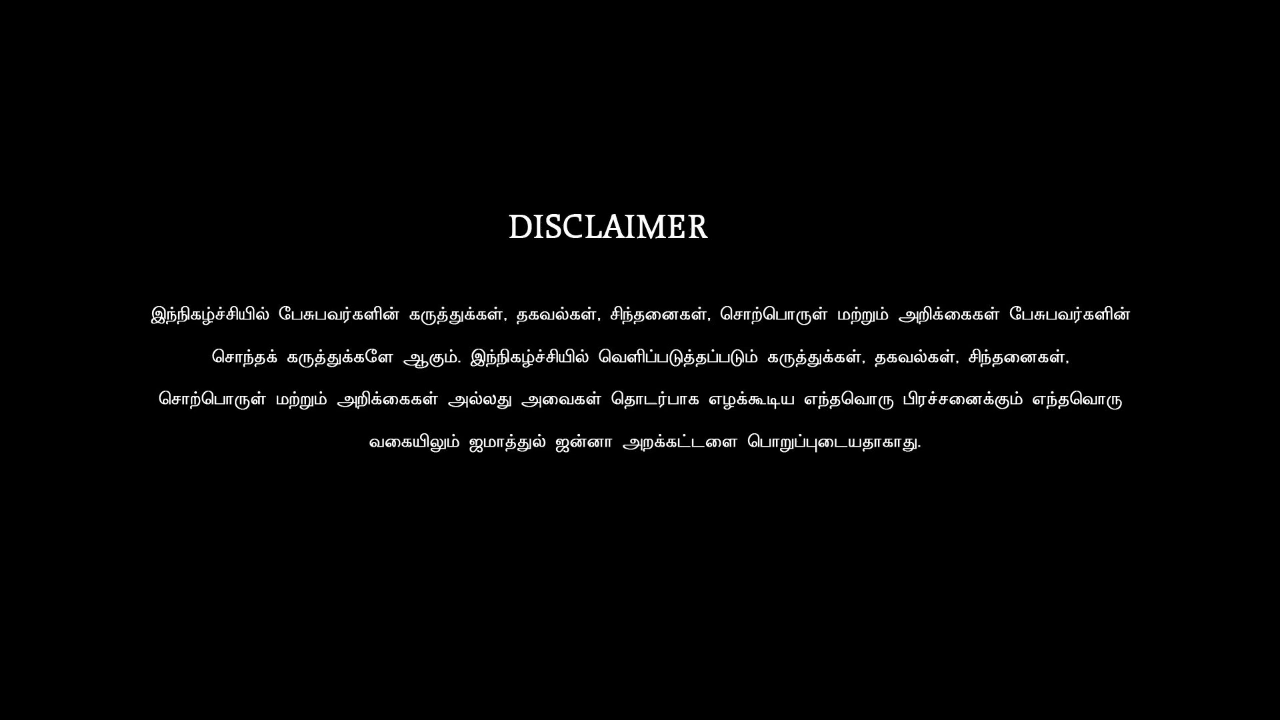 DISCLAIMER
இந்நிகழ்ச்சியில் பேசுபவர்களின் கருத்துக்கள், தகவல்கள், சிந்தனைகள், சொற்பொருள் மற்றும் அறிக்கைகள் பேசுபவர்களின்
சொந்தக் கருத்துக்களே ஆகும். இந்நிகழ்ச்சியில் வெளிப்படுத்தப்படும் கருத்துக்கள், தகவல்கள், சிந்தனைகள்,
சொற்பொருள் மற்றும் அறிக்கைகள் அல்லது அவைகள் தொடர்பாக எழக்கூடிய எந்தவொரு பிரச்சனைக்கும் எந்தவொரு
வகையிலும் ஜமாத்துல் ஜன்னா அறக்கட்டளை பொறுப்புடையதாகாது.